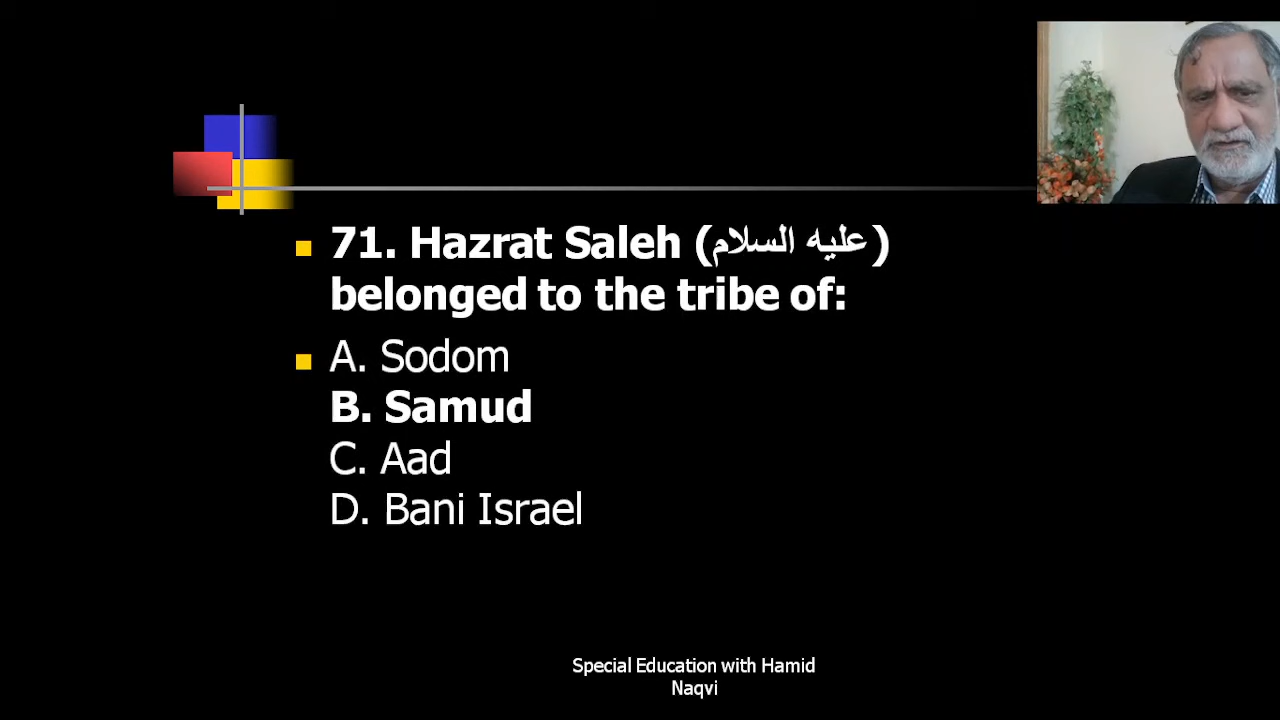 71. Hazrat Saleh (عليه السلام)
belonged to the tribe of:
A. Sodom
B. Samud
C. Aad
D. Bani Israel
Special Education with Hamid
Naqvi